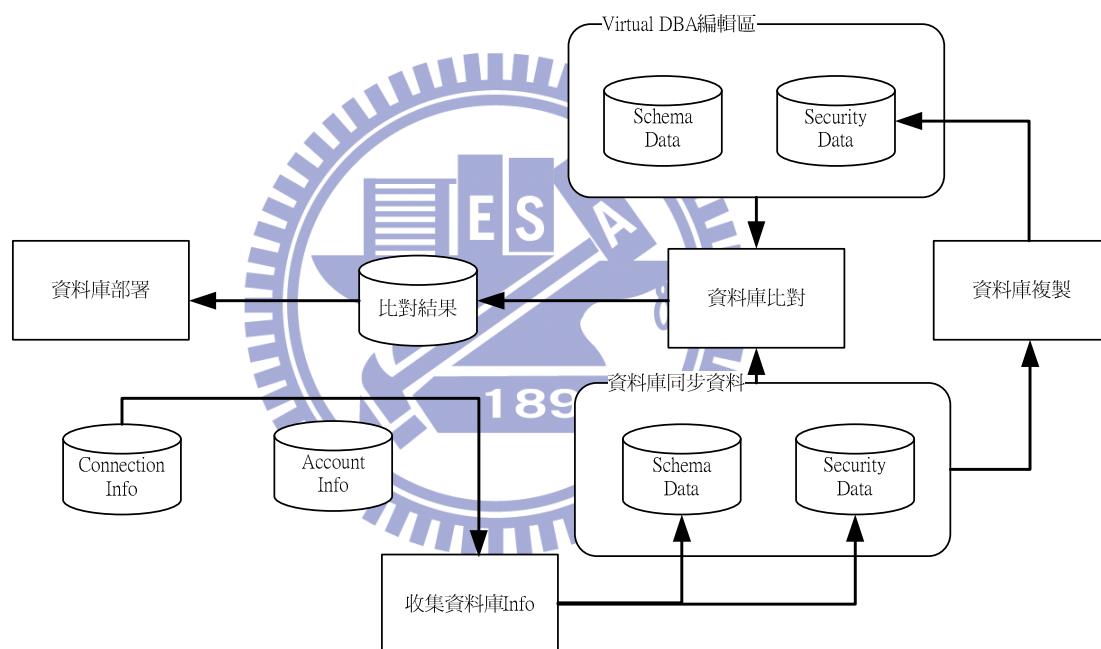 Virtual DBA編輯區
Schema
Data
Security
Data
E S A
資料庫部署
比對結果
資料庫比對
資料庫複製
資料庫同步資料
189
Connection
Info
Account
Info
Schema
Data
Security
Data
收集資料庫Info